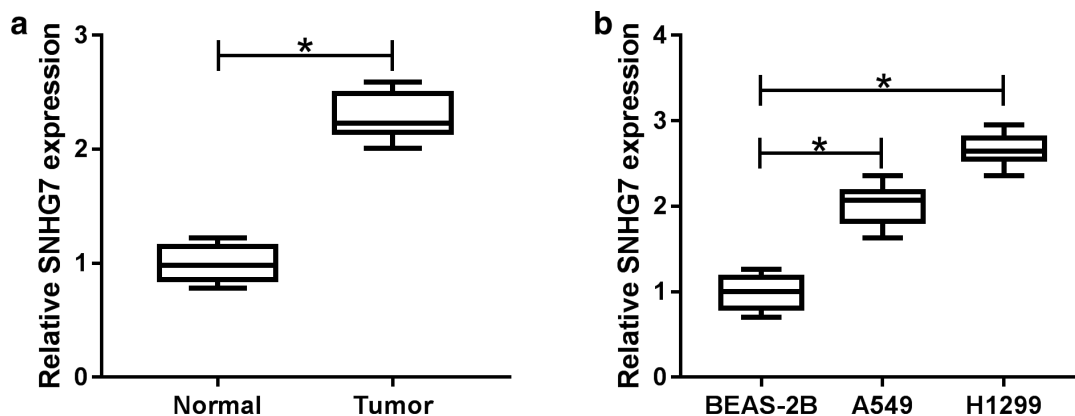 a
Relative SNHG7 expression
3
2
1
0
*
Normal
Tumor
b
Relative SNHG7 expression
4
3
2
1
0
*
*
BEAS-2B
A549
H1299